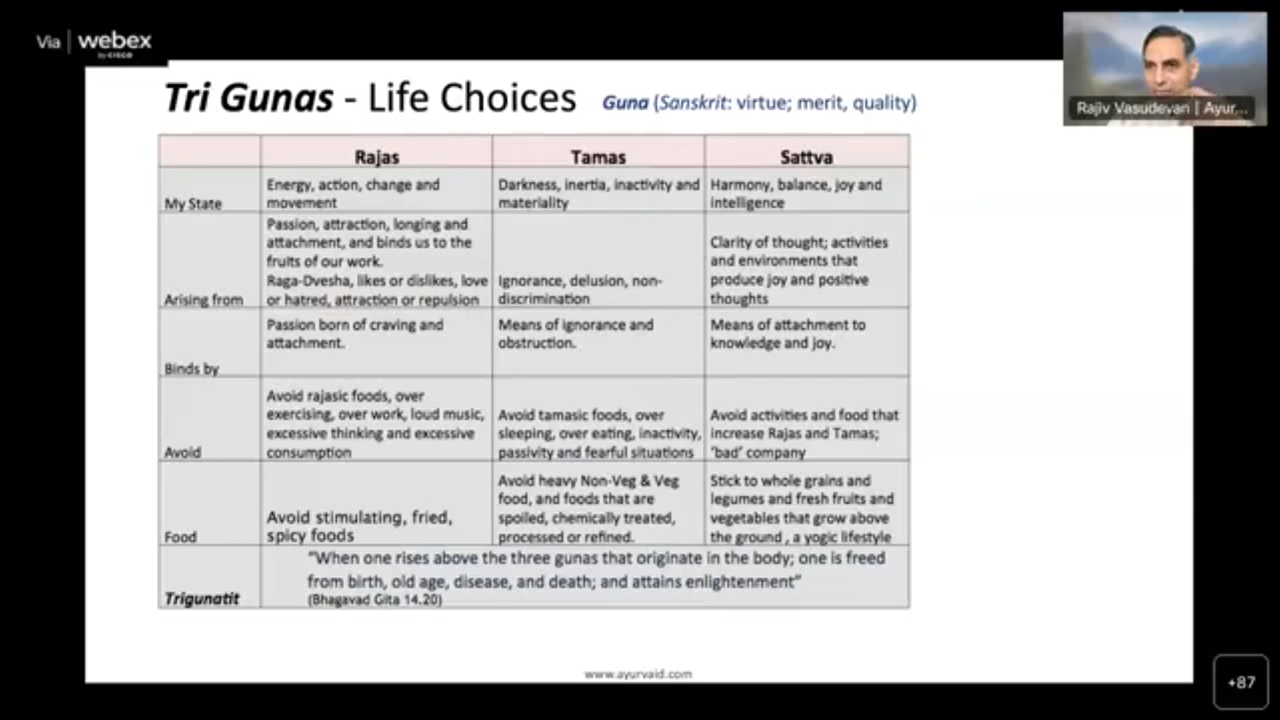 Via | webex
by CISCO
Rajiv Vasudevan | Ayur...
Tri Gunas - Life Choices Guna (Sanskrit: virtue; merit, quality)
Rajas Tamas Sattva
My State
Energy, action, change and
movement
Darkness, inertia, inactivity and
materiality
Harmony, balance, joy and
intelligence
Arising from
Passion, attraction, longing and
attachment, and binds us to the
fruits of our work.
Raga-Dvesha, likes or dislikes, love
or hatred, attraction or repulsion
Ignorance, delusion, non-
discrimination
Clarity of thought; activities
and environments that
produce joy and positive
thoughts
Binds by
Passion born of craving and
attachment.
Means of ignorance and
obstruction.
Means of attachment to
knowledge and joy.
Avoid
Avoid rajasic foods, over
exercising, over work, loud music,
excessive thinking and excessive
consumption
Avoid tamasic foods, over
sleeping, over eating, inactivity,
passivity and fearful situations
Avoid activities and food that
increase Rajas and Tamas;
'bad' company
Food
Avoid stimulating, fried,
spicy foods
Avoid heavy Non-Veg & Veg
food, and foods that are
spoiled, chemically treated,
processed or refined.
Stick to whole grains and
legumes and fresh fruits and
vegetables that grow above
the ground , a yogic lifestyle
Trigunatit
"When one rises above the three gunas that originate in the body; one is freed
from birth, old age, disease, and death; and attains enlightenment"
(Bhagavad Gita 14.20)
www.ayurvaid.com
+87